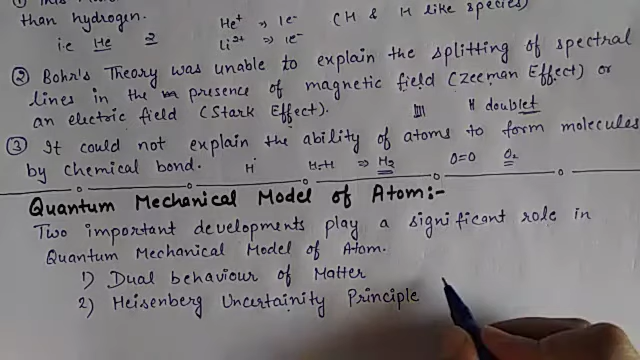 than hydrogen. He⁺ → 1e⁻ (H & H like species)
i.e He 2 Li²⁺ ⇒ 1e⁻
② Bohr's Theory was unable to explain the splitting of spectral
lines in the presence of magnetic field (Zeeman Effect) or
an electric field (Stark Effect). H doublet
③ It could not explain the ability of atoms to form molecules
by chemical bond. H· H-H ⇒ H₂ O=O O₂
Quantum Mechanical Model of Atom:-
Two important developments play a significant role in
Quantum Mechanical Model of Atom.
1) Dual behaviour of Matter
2) Heisenberg Uncertainity Principle